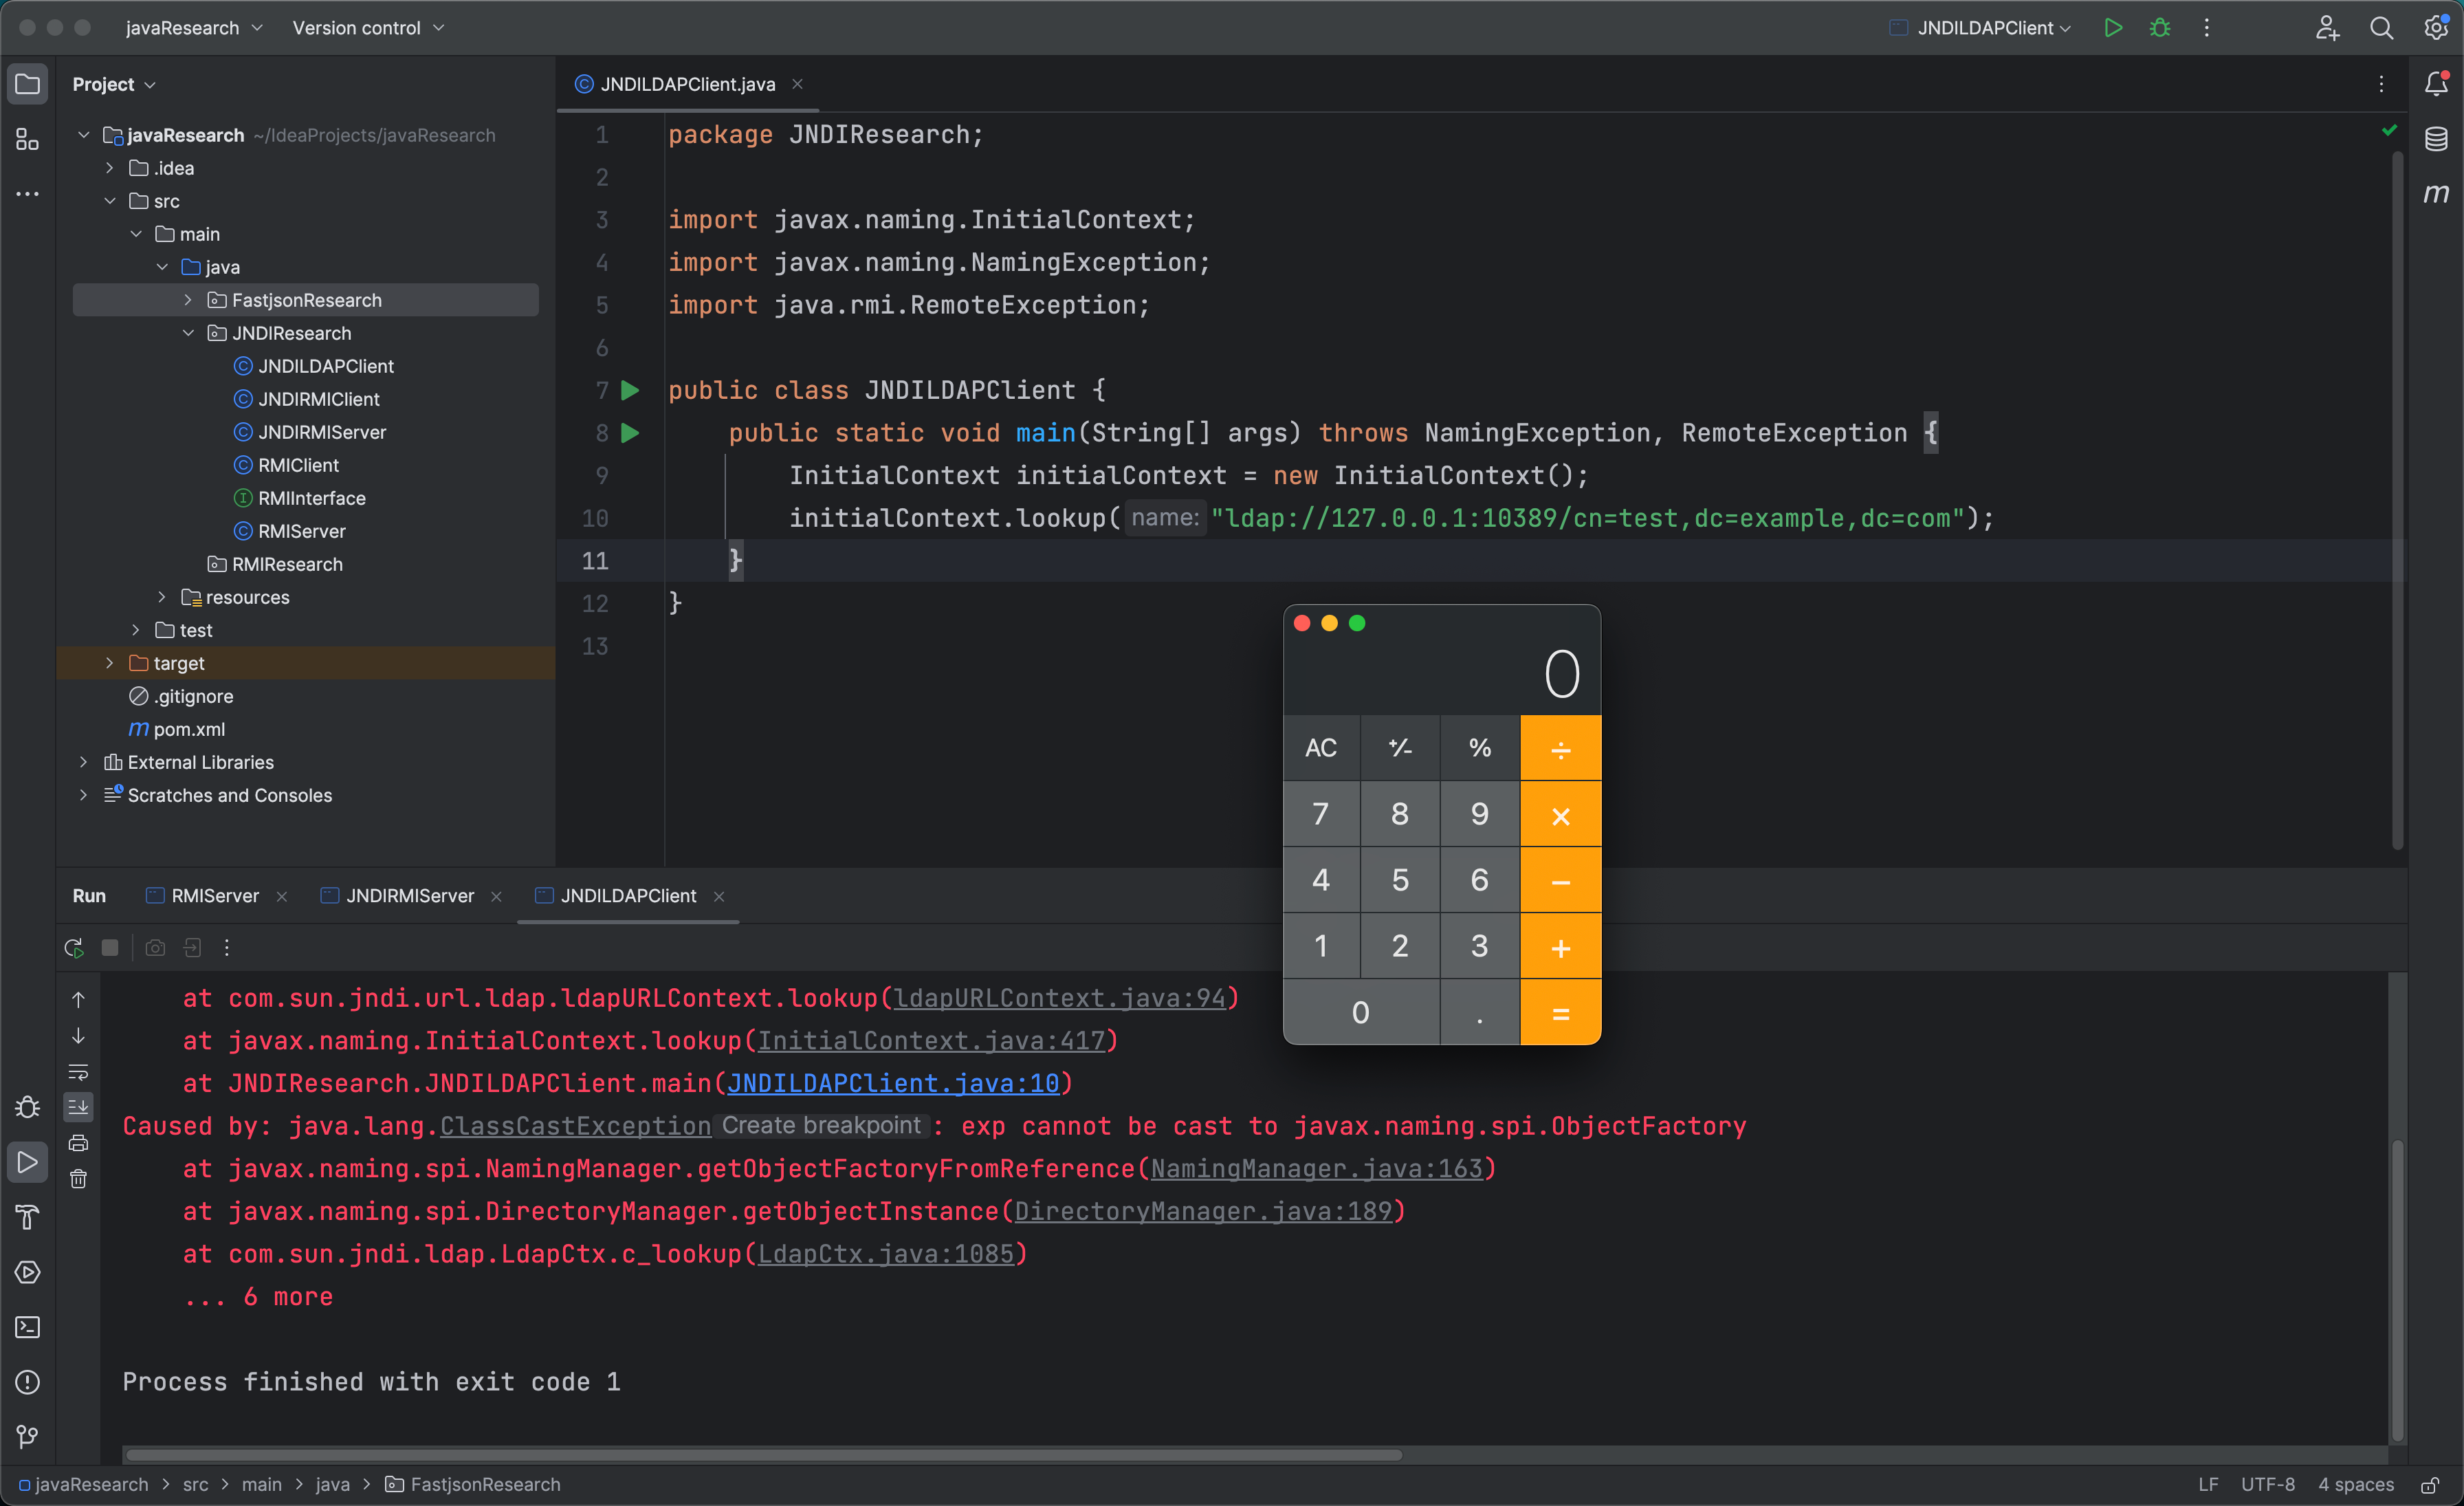 javaResearch Version control JNDILDAPClient
Project
javaResearch ~/IdeaProjects/javaResearch
.idea
src
main
java
FastjsonResearch
JNDIResearch
JNDILDAPClient
JNDIRMIClient
JNDIRMIServer
RMIClient
RMIInterface
RMIServer
RMIResearch
resources
test
target
.gitignore
m pom.xml
External Libraries
Scratches and Consoles
JNDILDAPClient.java
1 package JNDIResearch;
2
3 import javax.naming.InitialContext;
4 import javax.naming.NamingException;
5 import java.rmi.RemoteException;
6
7 public class JNDILDAPClient {
8 public static void main(String[] args) throws NamingException, RemoteException {
9 InitialContext initialContext = new InitialContext();
10 initialContext.lookup( name: "ldap://127.0.0.1:10389/cn=test,dc=example,dc=com");
11 }
12 }
13
m
0
AC +/- % ÷
7 8 9 ×
4 5 6 −
1 2 3 +
0 . =
Run RMIServer JNDIRMIServer JNDILDAPClient
at com.sun.jndi.url.ldap.ldapURLContext.lookup(ldapURLContext.java:94)
at javax.naming.InitialContext.lookup(InitialContext.java:417)
at JNDIResearch.JNDILDAPClient.main(JNDILDAPClient.java:10)
Caused by: java.lang.ClassCastException Create breakpoint : exp cannot be cast to javax.naming.spi.ObjectFactory
at javax.naming.spi.NamingManager.getObjectFactoryFromReference(NamingManager.java:163)
at javax.naming.spi.DirectoryManager.getObjectInstance(DirectoryManager.java:189)
at com.sun.jndi.ldap.LdapCtx.c_lookup(LdapCtx.java:1085)
... 6 more
Process finished with exit code 1
javaResearch > src > main > java > FastjsonResearch LF UTF-8 4 spaces